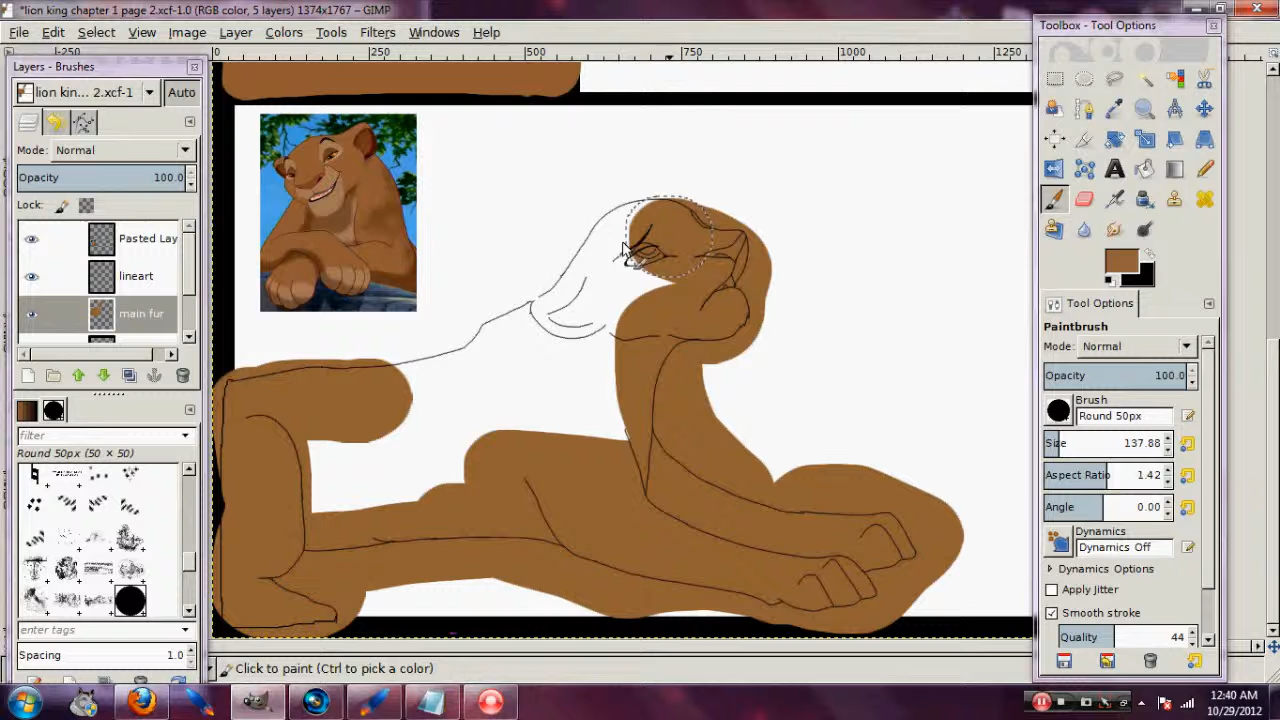 *lion king chapter 1 page 2.xcf-1.0 (RGB color, 5 layers) 1374x1767 – GIMP
File Edit Select View Image Layer Colors Tools Filters Windows Help
Toolbox - Tool Options
Layers - Brushes
lion kin... 2.xcf-1 Auto
-250 0 250 500 750 1000 1250
Mode: Normal
Opacity 100.0
Lock:
Pasted Lay
lineart
main fur
filter
Round 50px (50 × 50)
enter tags
Spacing 1.0
Tool Options
Paintbrush
Mode: Normal
Opacity 100.0
Brush
Round 50px
Size 137.88
Aspect Ratio 1.42
Angle 0.00
Dynamics
Dynamics Off
Dynamics Options
Apply Jitter
Smooth stroke
Quality 44
Click to paint (Ctrl to pick a color)
12:40 AM
10/29/2012